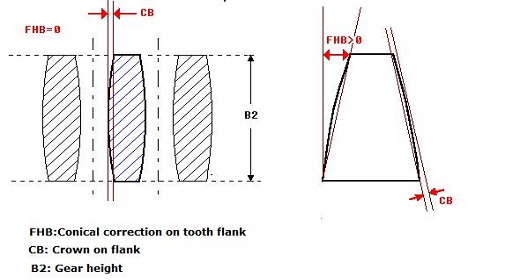 CB
FHB=0
FHB>0
B2
CB
FHB:Conical correction on tooth flank
CB: Crown on flank
B2: Gear height